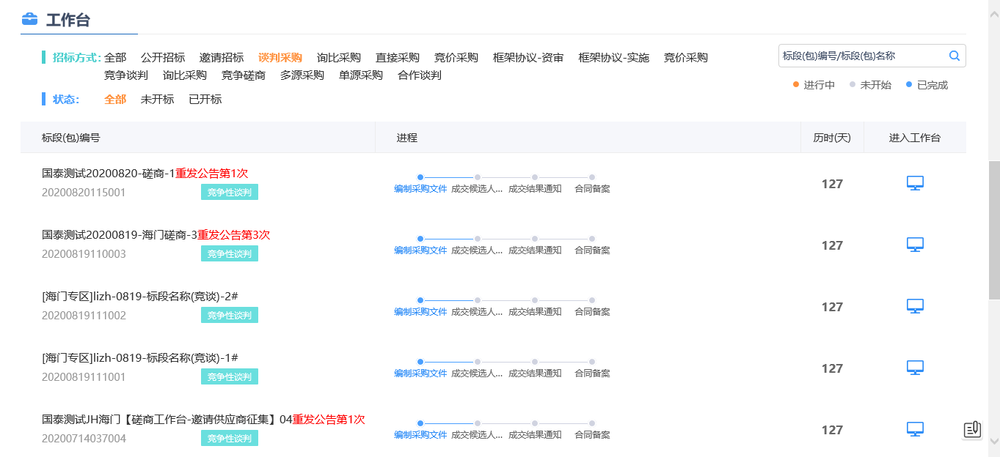 工作台
招标方式: 全部 公开招标 邀请招标 谈判采购 询比采购 直接采购 竞价采购 框架协议-资审 框架协议-实施 竞价采购
竞争谈判 询比采购 竞争磋商 多源采购 单源采购 合作谈判
标段(包)编号/标段(包)名称
进行中 未开始 已完成
状态: 全部 未开标 已开标
标段(包)编号 进程 历时(天) 进入工作台
国泰测试20200820-磋商-1重发公告第1次
20200820115001 竞争性谈判
编制采购文件 成交候选人... 成交结果通知 合同备案
127
国泰测试20200819-海门磋商-3重发公告第3次
20200819110003 竞争性谈判
编制采购文件 成交候选人... 成交结果通知 合同备案
127
[海门专区]lizh-0819-标段名称(竞谈)-2#
20200819111002 竞争性谈判
编制采购文件 成交候选人... 成交结果通知 合同备案
127
[海门专区]lizh-0819-标段名称(竞谈)-1#
20200819111001 竞争性谈判
编制采购文件 成交候选人... 成交结果通知 合同备案
127
国泰测试JH海门【磋商工作台-邀请供应商征集】04重发公告第1次
20200714037004 竞争性谈判
编制采购文件 成交候选人... 成交结果通知 合同备案
127